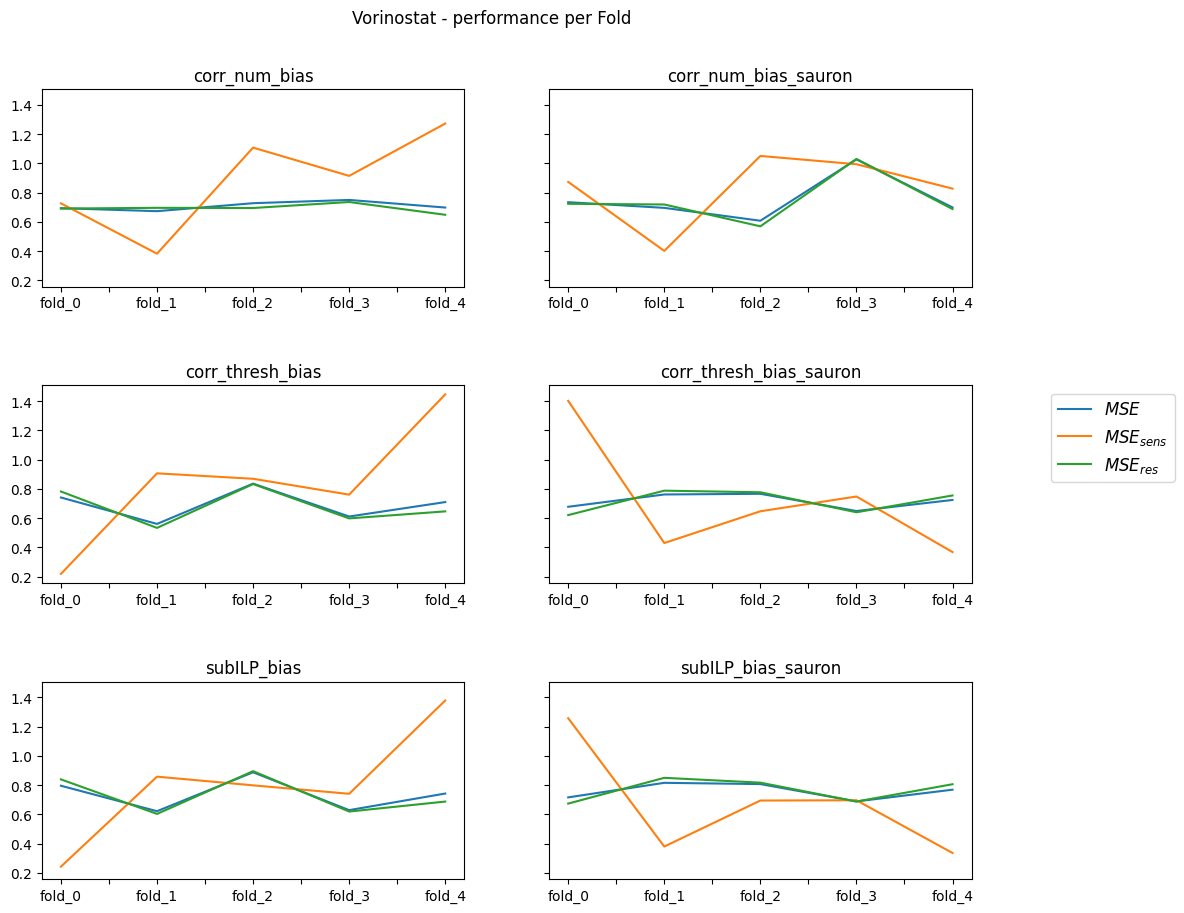 Vorinostat - performance per Fold
corr_num_bias
1.4
1.2
1.0
0.8
0.6
0.4
0.2
fold_0 fold_1 fold_2 fold_3 fold_4
corr_num_bias_sauron
fold_0 fold_1 fold_2 fold_3 fold_4
corr_thresh_bias
1.4
1.2
1.0
0.8
0.6
0.4
0.2
fold_0 fold_1 fold_2 fold_3 fold_4
corr_thresh_bias_sauron
fold_0 fold_1 fold_2 fold_3 fold_4
MSE
MSE_sens
MSE_res
subILP_bias
1.4
1.2
1.0
0.8
0.6
0.4
0.2
fold_0 fold_1 fold_2 fold_3 fold_4
subILP_bias_sauron
fold_0 fold_1 fold_2 fold_3 fold_4